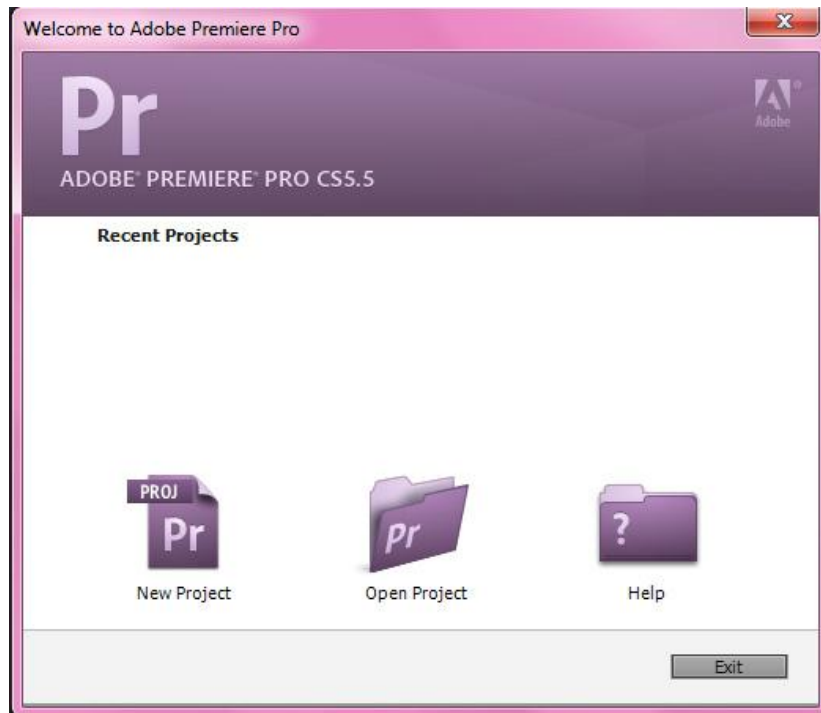 Welcome to Adobe Premiere Pro
X
Pr
Adobe
ADOBE® PREMIERE® PRO CS5.5
Recent Projects
PROJ
Pr
Pr
?
New Project
Open Project
Help
Exit